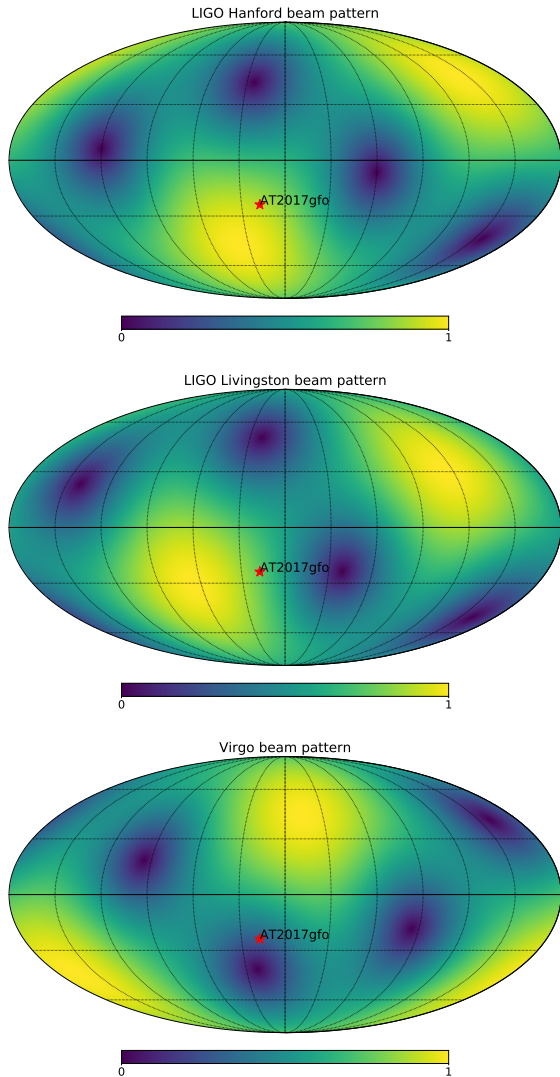 LIGO Hanford beam pattern
AT2017gfo
0 1
LIGO Livingston beam pattern
AT2017gfo
0 1
Virgo beam pattern
AT2017gfo
0 1